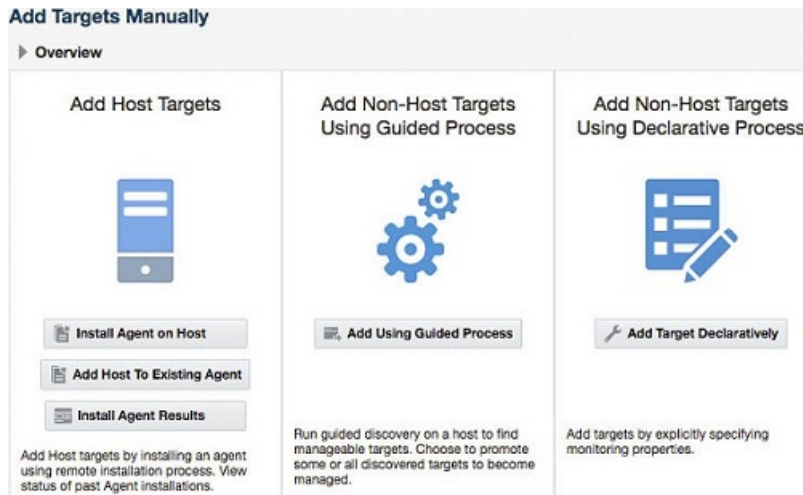 Add Targets Manually
Overview
Add Host Targets
Install Agent on Host
Add Host To Existing Agent
Install Agent Results
Add Host targets by installing an agent
using remote installation process. View
status of past Agent installations.
Add Non-Host Targets
Using Guided Process
Add Using Guided Process
Run guided discovery on a host to find
manageable targets. Choose to promote
some or all discovered targets to become
managed.
Add Non-Host Targets
Using Declarative Process
Add Target Declaratively
Add targets by explicitly specifying
monitoring properties.